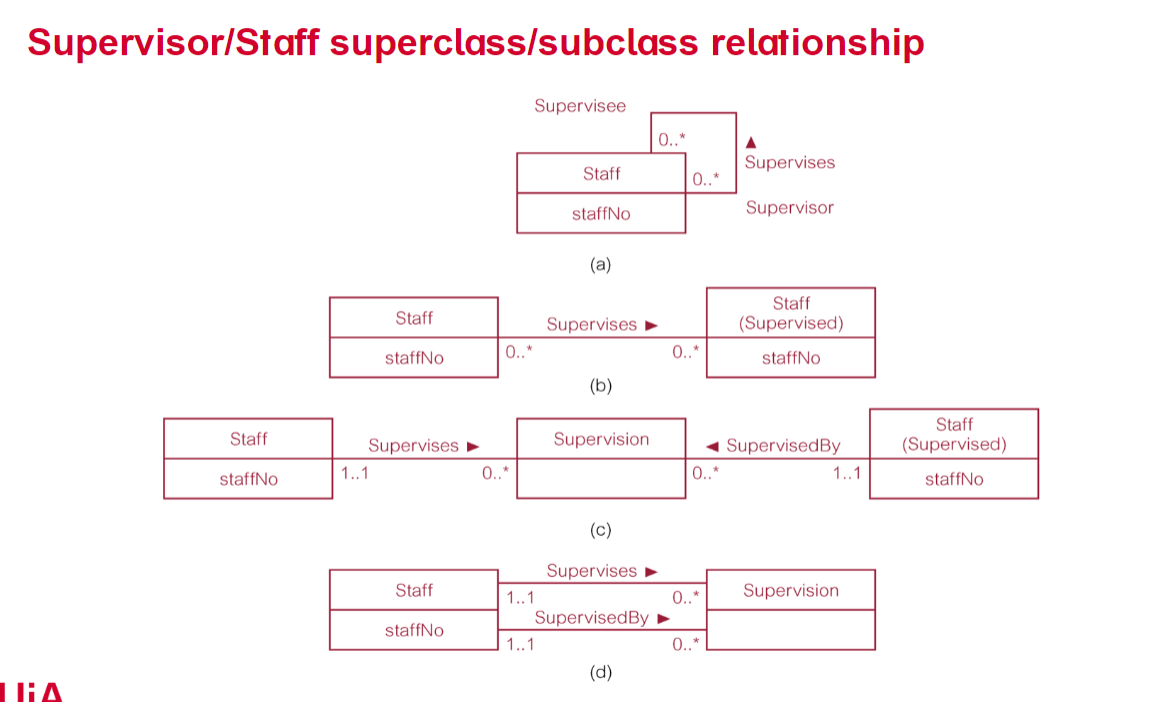 Supervisor/Staff superclass/subclass relationship
Supervisee
0..*
Supervises
Staff
0..*
staffNo
Supervisor
(a)
Staff
Supervises
Staff
(Supervised)
staffNo
0..*
0..*
staffNo
(b)
Staff
Supervises
Supervision
SupervisedBy
Staff
(Supervised)
staffNo
1..1
0..*
0..*
1..1
staffNo
(c)
Supervises
Staff
1..1
0..*
Supervision
SupervisedBy
staffNo
1..1
0..*
(d)
UiA